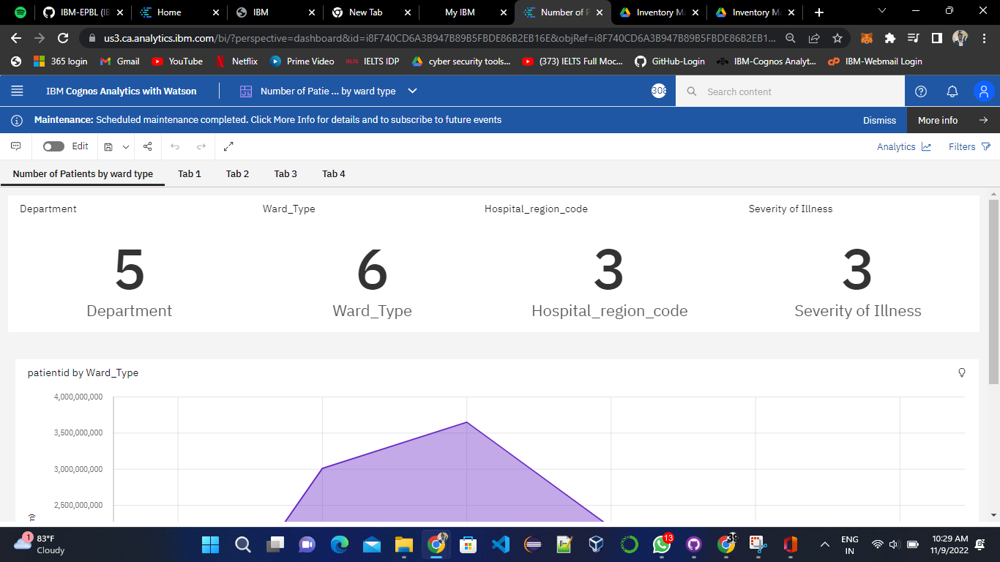 IBM-EPBL (IB
Home
IBM
New Tab
My IBM
Number of P
Inventory Ma
Inventory Ma
us3.ca.analytics.ibm.com/bi/?perspective=dashboard&id=i8F740CD6A3B947B89B5FBDE86B2EB16E&objRef=i8F740CD6A3B947B89B5FBDE86B2EB1...
365 login
Gmail
YouTube
Netflix
Prime Video
IELTS IELTS IDP
cyber security tools...
(373) IELTS Full Moc...
GitHub-Login
IBM-Cognos Analyt...
IBM-Webmail Login
IBM Cognos Analytics with Watson
Number of Patie ... by ward type
308
Search content
Maintenance: Scheduled maintenance completed. Click More Info for details and to subscribe to future events
Dismiss
More info
Edit
Analytics
Filters
Number of Patients by ward type
Tab 1
Tab 2
Tab 3
Tab 4
Department
Ward_Type
Hospital_region_code
Severity of Illness
5
6
3
3
Department
Ward_Type
Hospital_region_code
Severity of Illness
patientid by Ward_Type
4,000,000,000
3,500,000,000
3,000,000,000
2,500,000,000
1
83°F
Cloudy
13
39
ENG
IN
10:29 AM
11/9/2022